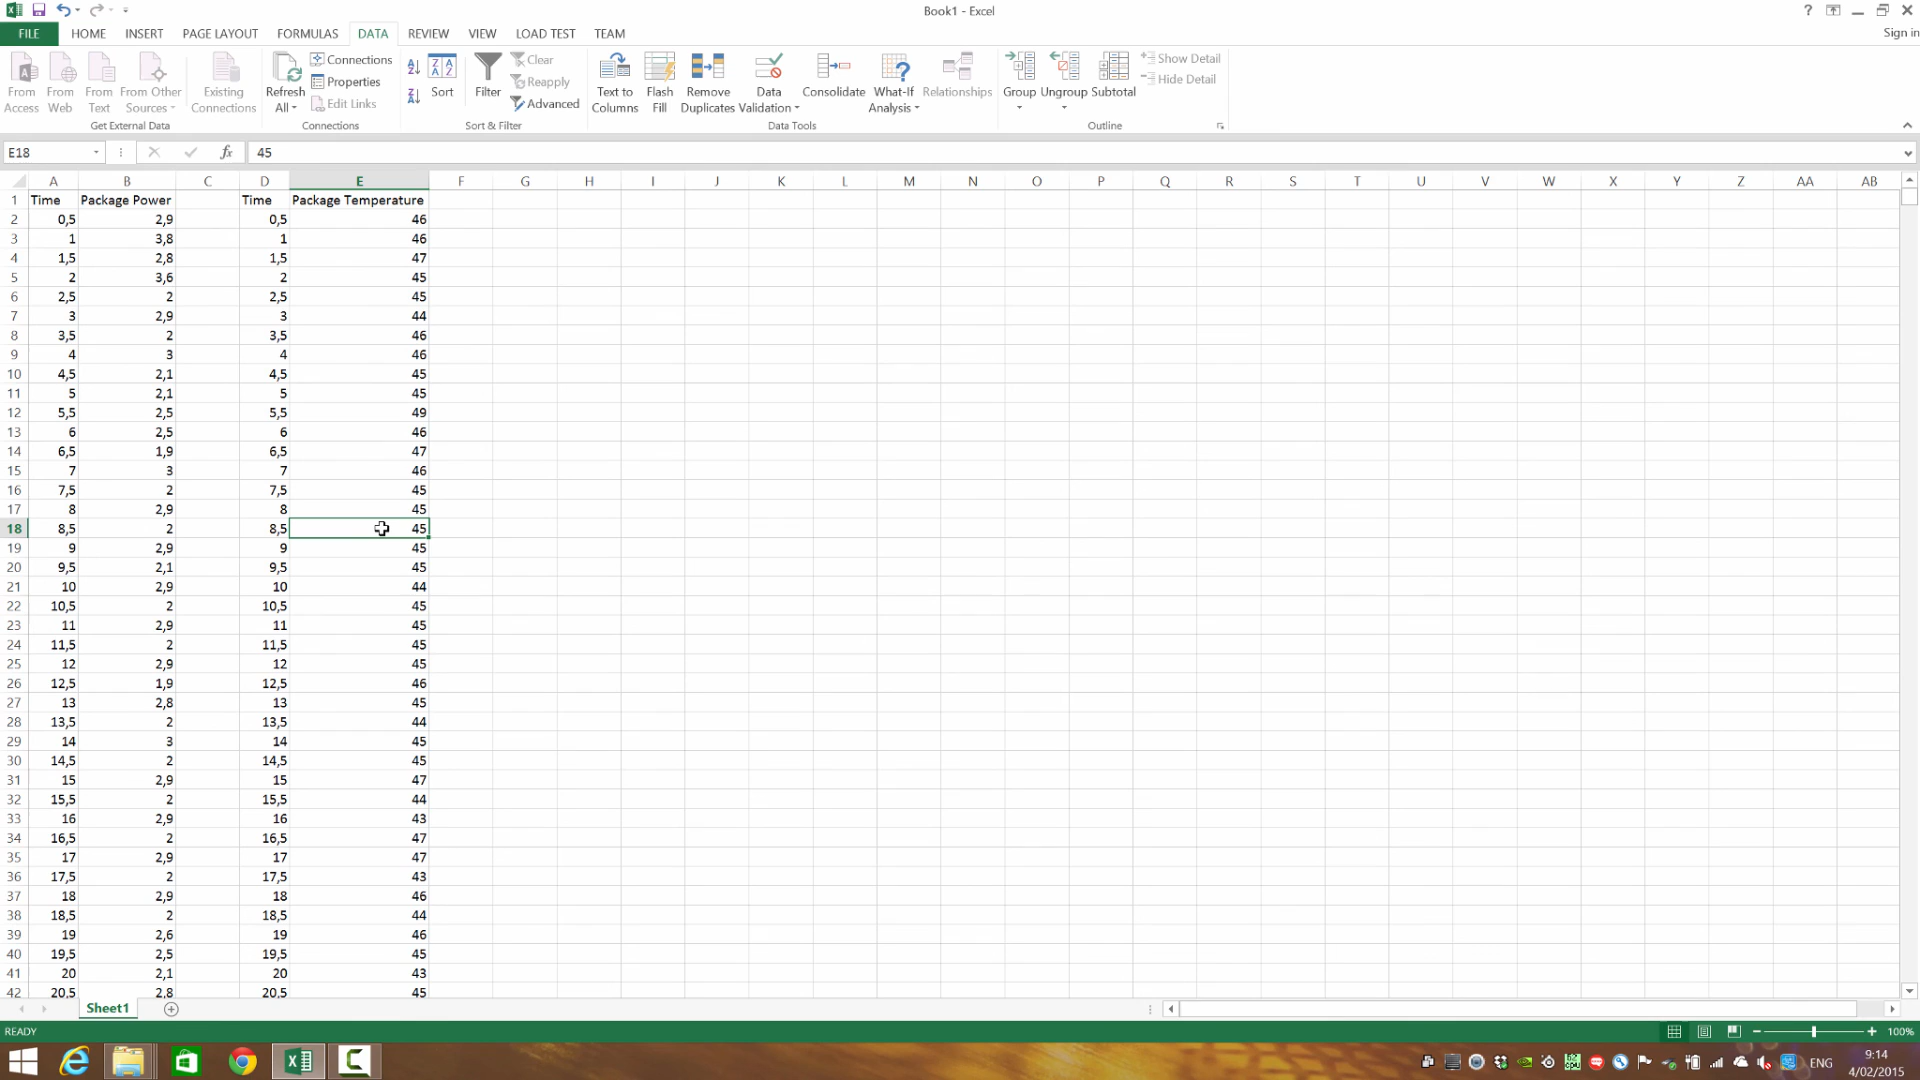 Book1 - Excel
FILE HOME INSERT PAGE LAYOUT FORMULAS DATA REVIEW VIEW LOAD TEST TEAM
Sign in
From Access
From Web
From Text
From Other Sources
Existing Connections
Get External Data
Refresh All
Connections
Properties
Edit Links
Connections
Sort
Filter
Clear
Reapply
Advanced
Sort & Filter
Text to Columns
Flash Fill
Remove Duplicates
Data Validation
Consolidate
What-If Analysis
Relationships
Data Tools
Group
Ungroup
Subtotal
Show Detail
Hide Detail
Outline
E18 fx 45
A B C D E F G H I J K L M N O P Q R S T U V W X Y Z AA AB
1 Time Package Power Time Package Temperature
2 0,5 2,9 0,5 46
3 1 3,8 1 46
4 1,5 2,8 1,5 47
5 2 3,6 2 45
6 2,5 2 2,5 45
7 3 2,9 3 44
8 3,5 2 3,5 46
9 4 3 4 46
10 4,5 2,1 4,5 45
11 5 2,1 5 45
12 5,5 2,5 5,5 49
13 6 2,5 6 46
14 6,5 1,9 6,5 47
15 7 3 7 46
16 7,5 2 7,5 45
17 8 2,9 8 45
18 8,5 2 8,5 45
19 9 2,9 9 45
20 9,5 2,1 9,5 45
21 10 2,9 10 44
22 10,5 2 10,5 45
23 11 2,9 11 45
24 11,5 2 11,5 45
25 12 2,9 12 45
26 12,5 1,9 12,5 46
27 13 2,8 13 45
28 13,5 2 13,5 44
29 14 3 14 45
30 14,5 2 14,5 45
31 15 2,9 15 47
32 15,5 2 15,5 44
33 16 2,9 16 43
34 16,5 2 16,5 47
35 17 2,9 17 47
36 17,5 2 17,5 43
37 18 2,9 18 46
38 18,5 2 18,5 44
39 19 2,6 19 46
40 19,5 2,5 19,5 45
41 20 2,1 20 43
42 20,5 2,8 20,5 45
Sheet1
READY
100%
ENG
9:14
4/02/2015